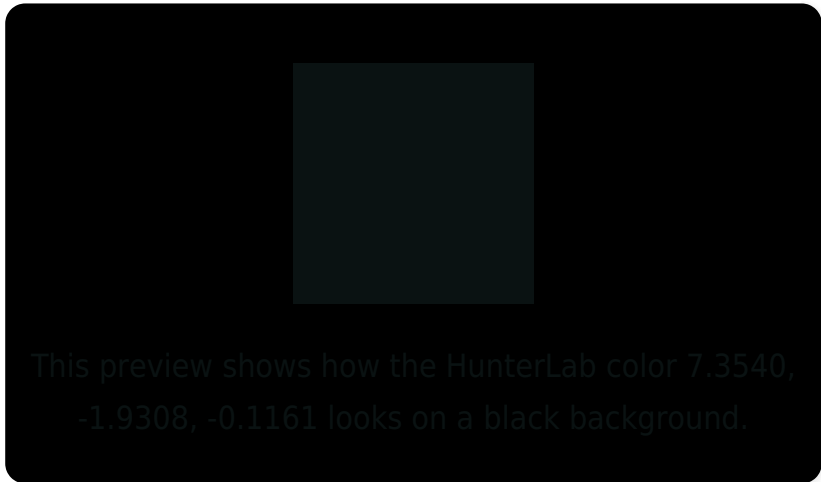 This preview shows how the HunterLab color 7.3540,
-1.9308, -0.1161 looks on a black background.